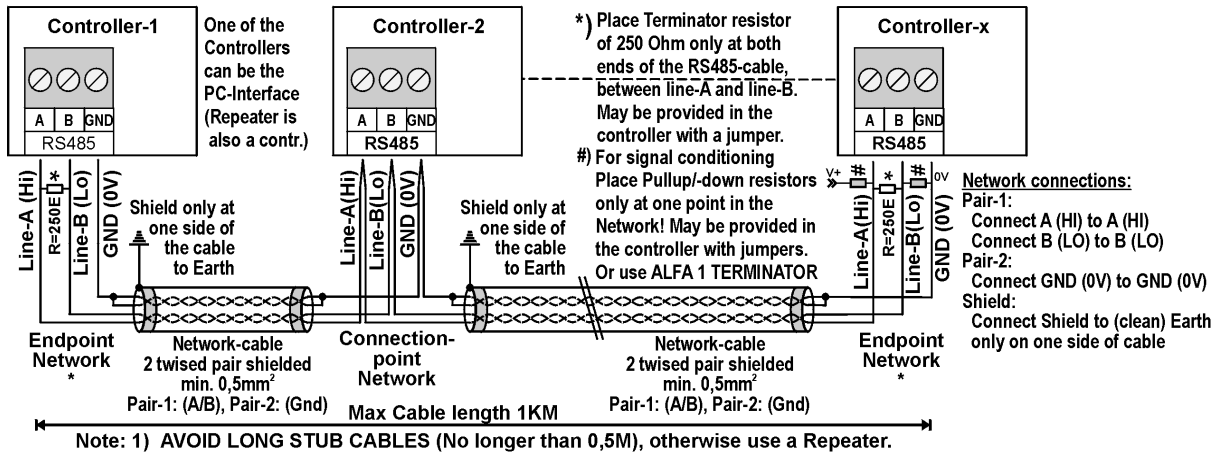 Controller-1
A B GND
RS485
One of the
Controllers
can be the
PC-Interface
(Repeater is
also a contr.)
Controller-2
A B GND
RS485
*) Place Terminator resistor
of 250 Ohm only at both
ends of the RS485-cable,
between line-A and line-B.
May be provided in the
controller with a jumper.
#) For signal conditioning
Place Pullup/-down resistors
only at one point in the
Network! May be provided in
the controller with jumpers.
Or use ALFA 1 TERMINATOR
Controller-x
A B GND
RS485
Line-A (Hi)
R=250E
*
Line-B (Lo)
GND (0V)
Shield only at
one side of
the cable
to Earth
Line-A(Hi)
Line-B(Lo)
GND (0V)
Shield only at
one side of
the cable
to Earth
V+
#
*
#
0V
Line-A(Hi)
R=250E
Line-B(Lo)
GND (0V)
Network connections:
Pair-1:
Connect A (HI) to A (HI)
Connect B (LO) to B (LO)
Pair-2:
Connect GND (0V) to GND (0V)
Shield:
Connect Shield to (clean) Earth
only on one side of cable
Endpoint
Network
*
Network-cable
2 twised pair shielded
min. 0,5mm²
Pair-1: (A/B), Pair-2: (Gnd)
Connection-
point
Network
Network-cable
2 twised pair shielded
min. 0,5mm²
Pair-1: (A/B), Pair-2: (Gnd)
Endpoint
Network
*
Max Cable length 1KM
Note: 1) AVOID LONG STUB CABLES (No longer than 0,5M), otherwise use a Repeater.